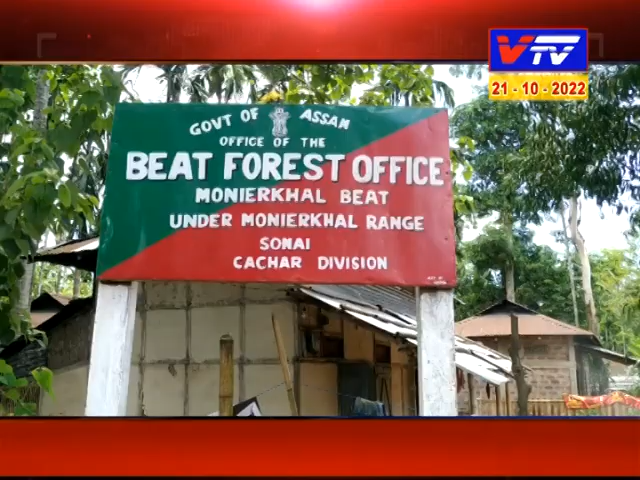 VTV
21 - 10 - 2022
GOVT OF ASSAM
OFFICE OF THE
BEAT FOREST OFFICE
MONIERKHAL BEAT
UNDER MONIERKHAL RANGE
SONAI
CACHAR DIVISION